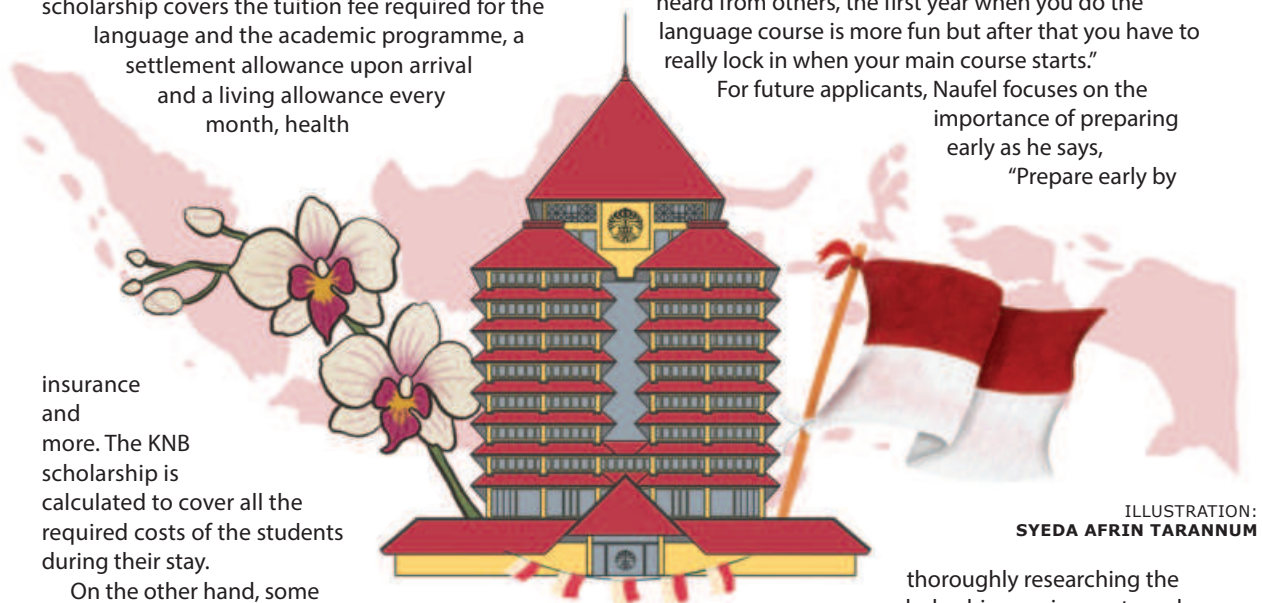 scholarship covers the tuition fee required for the
language and the academic programme, a
settlement allowance upon arrival
and a living allowance every
month, health
insurance
and
more. The KNB
scholarship is
calculated to cover all the
required costs of the students
during their stay.
On the other hand, some
heard from others, the first year when you do the
language course is more fun but after that you have to
really lock in when your main course starts.”
For future applicants, Naufel focuses on the
importance of preparing
early as he says,
“Prepare early by
ILLUSTRATION:
SYEDA AFRIN TARANNUM
thoroughly researching the